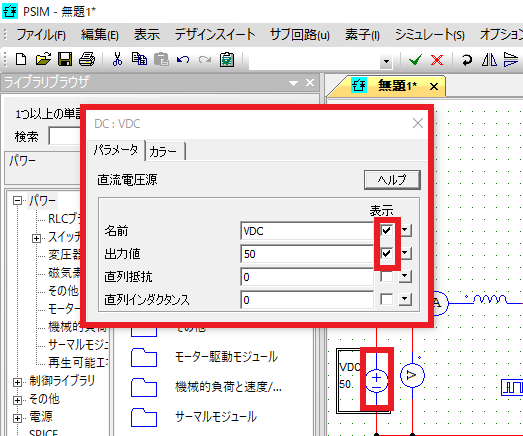 PSIM - 無題1*
ファイル(F) 編集(E) 表示 デザインスイート サブ回路(u) 素子(I) シミュレート(S) オプション
ライブラリブラウザ
無題1*
1つ以上の単語
検索
パワー
DC : VDC
パラメータ カラー
直流電圧源
ヘルプ
表示
名前 VDC
出力値 50
直列抵抗 0
直列インダクタンス 0
パワー
RLCブ
スイッチ
変圧器
磁気素
その他
モーター
機械的負荷
サーマルモジュ
再生可能エネ
制御ライブラリ
その他
電源
SPICE
その他
モーター駆動モジュール
機械的負荷と速度/...
サーマルモジュール
A
VDC
50.
V